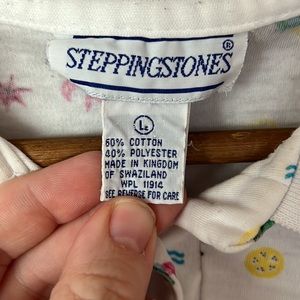 STEPPINGSTONES®
L
60% COTTON
40% POLYESTER
MADE IN KINGDOM
OF SWAZILAND
WPL 11914
SEE REVERSE FOR CARE